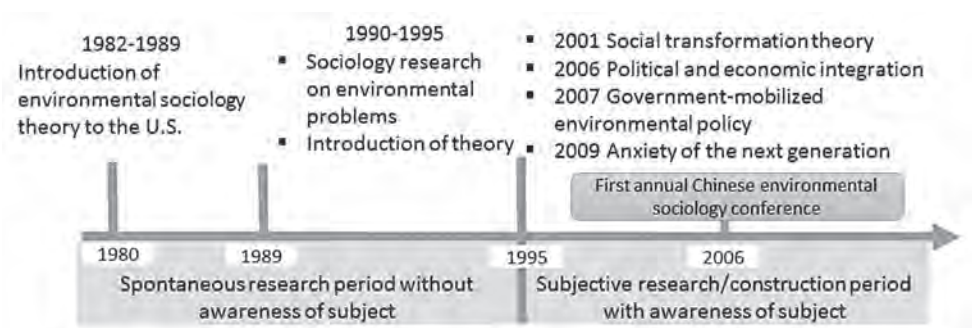 1982-1989
Introduction of
environmental sociology
theory to the U.S.
1990-1995
▪ Sociology research
on environmental
problems
▪ Introduction of theory
▪ 2001 Social transformation theory
▪ 2006 Political and economic integration
▪ 2007 Government-mobilized
environmental policy
▪ 2009 Anxiety of the next generation
First annual Chinese environmental
sociology conference
1980
1989
1995
2006
Spontaneous research period without
awareness of subject
Subjective research/construction period
with awareness of subject